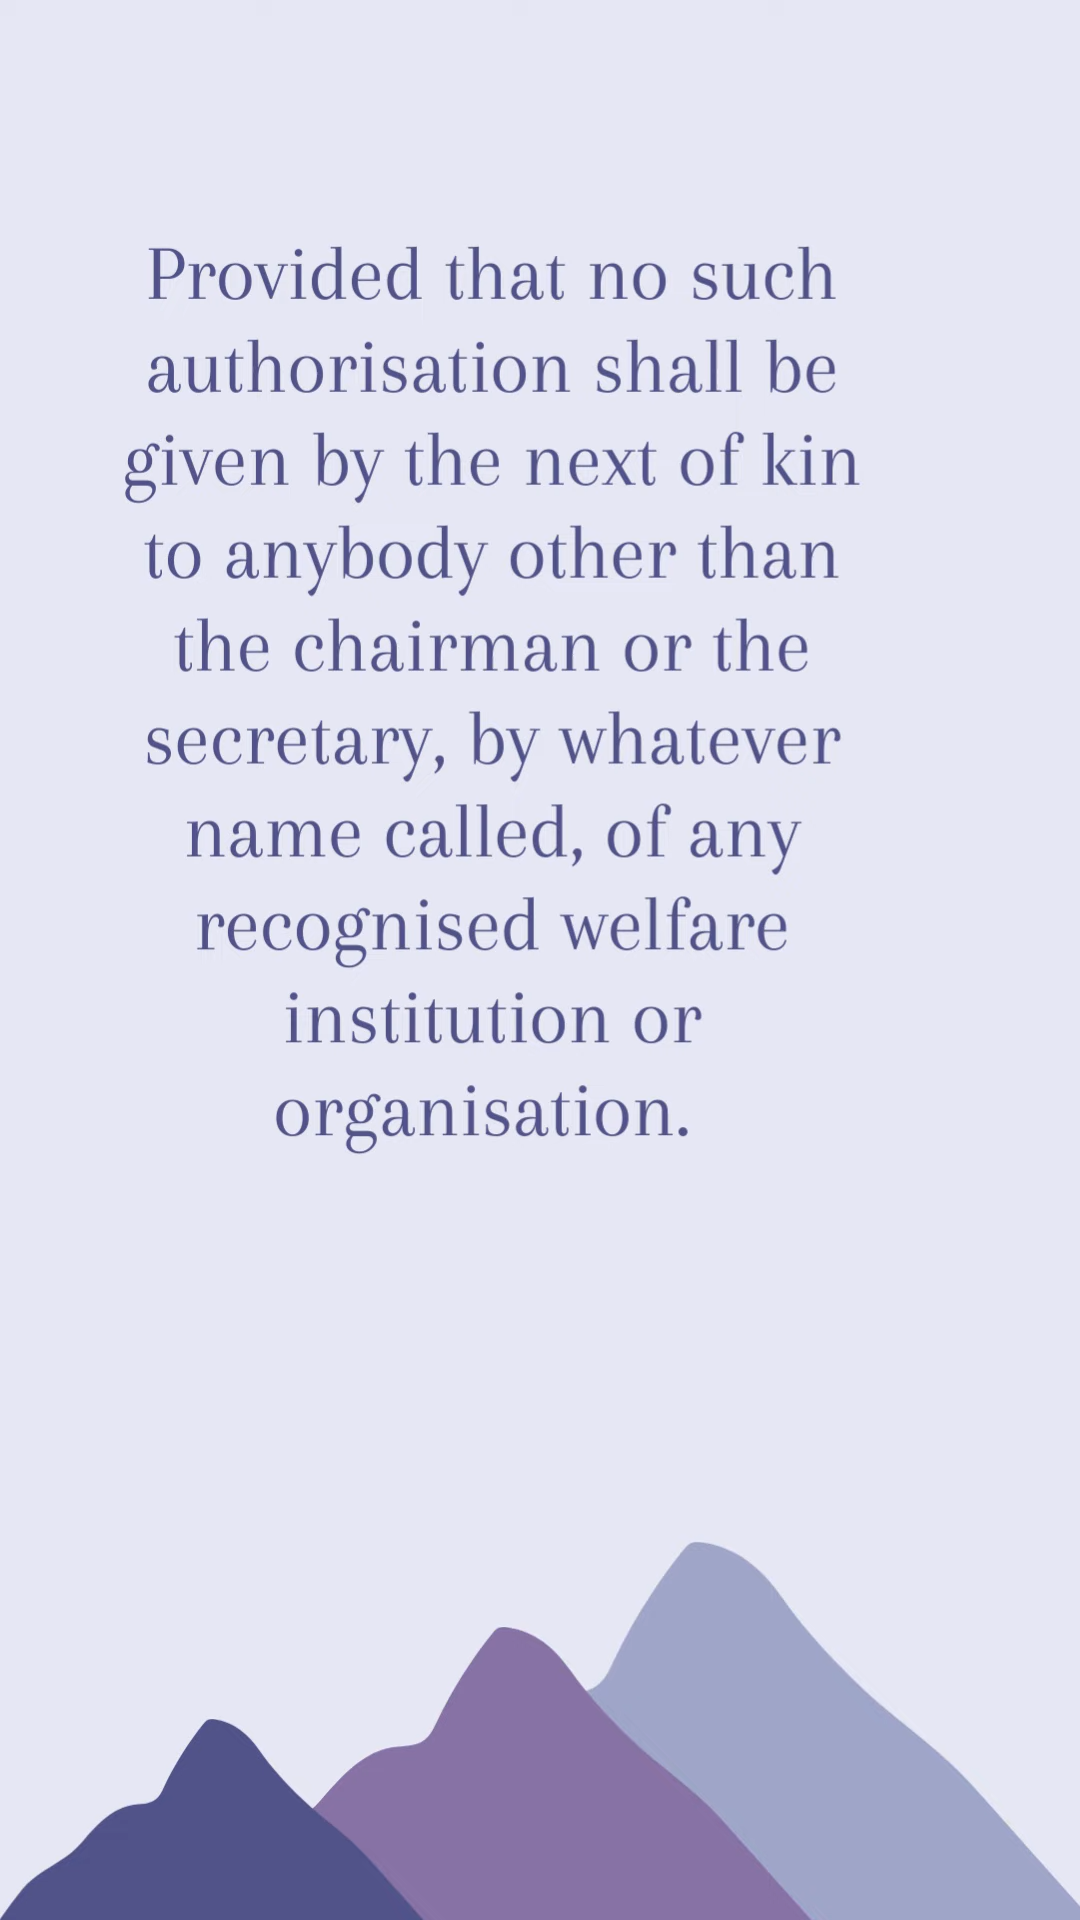 Provided that no such
authorisation shall be
given by the next of kin
to anybody other than
the chairman or the
secretary, by whatever
name called, of any
recognised welfare
institution or
organisation.